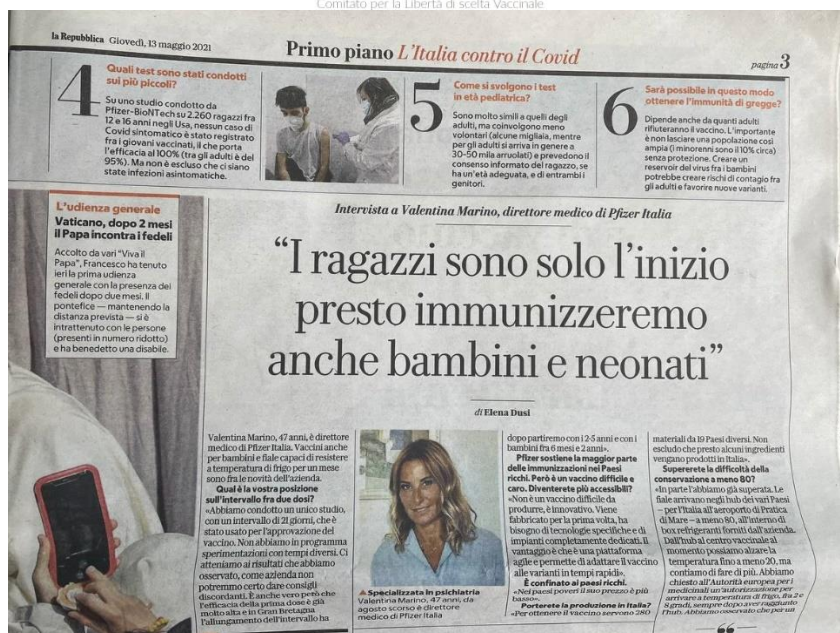 Comitato per la Libertà di scelta Vaccinale
la Repubblica Giovedì, 13 maggio 2021
Primo piano L'Italia contro il Covid
pagina 3
4
Quali test sono stati condotti
sui più piccoli?
Su uno studio condotto da
Pfizer-BioNTech su 2.260 ragazzi fra
12 e 16 anni negli Usa, nessun caso di
Covid sintomatico è stato registrato
fra i giovani vaccinati, il che porta
l'efficacia al 100% (tra gli adulti è del
95%). Ma non è escluso che ci siano
state infezioni asintomatiche.
5
Come si svolgono i test
in età pediatrica?
Sono molto simili a quelli degli
adulti, ma coinvolgono meno
volontari (alcune migliaia, mentre
per gli adulti si arriva in genere a
30-50 mila arruolati) e prevedono il
consenso informato del ragazzo, se
ha un'età adeguata, e di entrambi i
genitori.
6
Sarà possibile in questo modo
ottenere l'immunità di gregge?
Dipende anche da quanti adulti
rifiuteranno il vaccino. L'importante
è non lasciare una popolazione così
ampia (i minorenni sono il 10% circa)
senza protezione. Creare un
reservoir del virus fra i bambini
potrebbe creare rischi di contagio fra
gli adulti e favorire nuove varianti.
L'udienza generale
Vaticano, dopo 2 mesi
il Papa incontra i fedeli
Accolto da vari "Viva il
Papa", Francesco ha tenuto
ieri la prima udienza
generale con la presenza dei
fedeli dopo due mesi. Il
pontefice — mantenendo la
distanza prevista — si è
intrattenuto con le persone
(presenti in numero ridotto)
e ha benedetto una disabile.
Intervista a Valentina Marino, direttore medico di Pfizer Italia
“I ragazzi sono solo l'inizio
presto immunizzeremo
anche bambini e neonati”
di Elena Dusi
Valentina Marino, 47 anni, è direttore
medico di Pfizer Italia. Vaccini anche
per bambini e fiale capaci di resistere
a temperatura di frigo per un mese
sono fra le novità dell'azienda.
Qual è la vostra posizione
sull'intervallo fra due dosi?
«Abbiamo condotto un unico studio,
con un intervallo di 21 giorni, che è
stato usato per l'approvazione del
vaccino. Non abbiamo in programma
sperimentazioni con tempi diversi. Ci
atteniamo ai risultati che abbiamo
osservato, come azienda non
potremmo certo dare consigli
discordanti. È anche vero però che
l'efficacia della prima dose è già
molto alta e in Gran Bretagna
l'allungamento dell'intervallo ha
▲ Specializzata in psichiatria
Valentina Marino, 47 anni, da
agosto scorso è direttore
medico di Pfizer Italia
dopo partiremo con i 2-5 anni e con i
bambini fra 6 mesi e 2 anni».
Pfizer sostiene la maggior parte
delle immunizzazioni nei Paesi
ricchi. Però è un vaccino difficile e
caro. Diventerete più accessibili?
«Non è un vaccino difficile da
produrre, è innovativo. Viene
fabbricato per la prima volta, ha
bisogno di tecnologie specifiche e di
impianti completamente dedicati. Il
vantaggio è che è una piattaforma
agile e permette di adattare il vaccino
alle varianti in tempi rapidi».
È confinato ai paesi ricchi.
«Nei paesi poveri il suo prezzo è più
basso».
Porterete la produzione in Italia?
«Per ottenere il vaccino servono 280
materiali da 19 Paesi diversi. Non
escludo che presto alcuni ingredienti
vengano prodotti in Italia».
Supererete la difficoltà della
conservazione a meno 80?
«In parte l'abbiamo già superata. Le
fiale arrivano negli hub dei vari Paesi
– per l'Italia all'aeroporto di Pratica
di Mare – a meno 80, all'interno di
box refrigeranti forniti dall'azienda.
Dall'hub al centro vaccinale al
momento possiamo alzare la
temperatura fino a meno 20, ma
contiamo di fare di più. Abbiamo
chiesto all'Autorità europea per i
medicinali un'autorizzazione per
arrivare a temperatura di frigo, fra 2 e
8 gradi, sempre dopo aver raggiunto
l'hub. Abbiamo osservato che per un